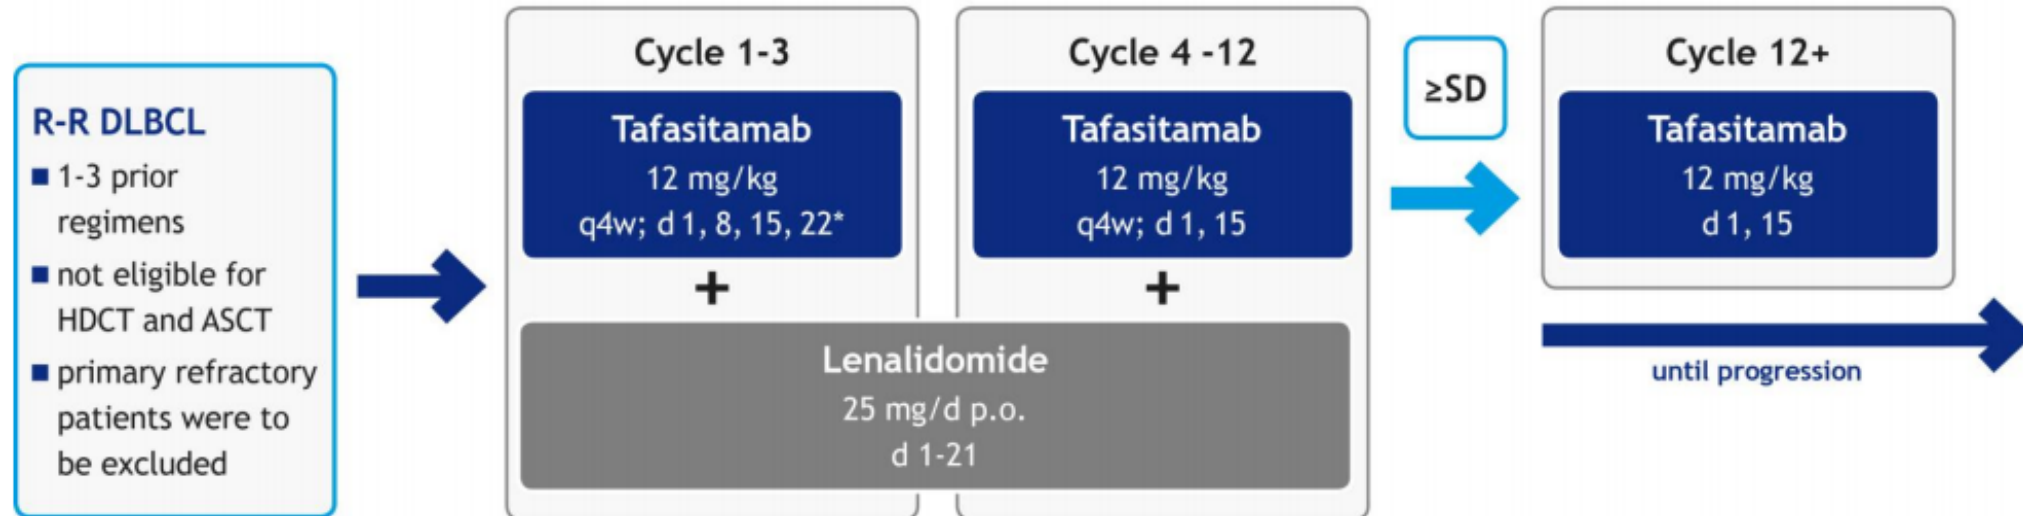 R-R DLBCL
■ 1-3 prior
regimens
■ not eligible for
HDCT and ASCT
■ primary refractory
patients were to
be excluded
Cycle 1-3
Tafasitamab
12 mg/kg
q4w; d 1, 8, 15, 22*
+
Cycle 4 -12
Tafasitamab
12 mg/kg
q4w; d 1, 15
+
Lenalidomide
25 mg/d p.o.
d 1-21
≥SD
Cycle 12+
Tafasitamab
12 mg/kg
d 1, 15
until progression